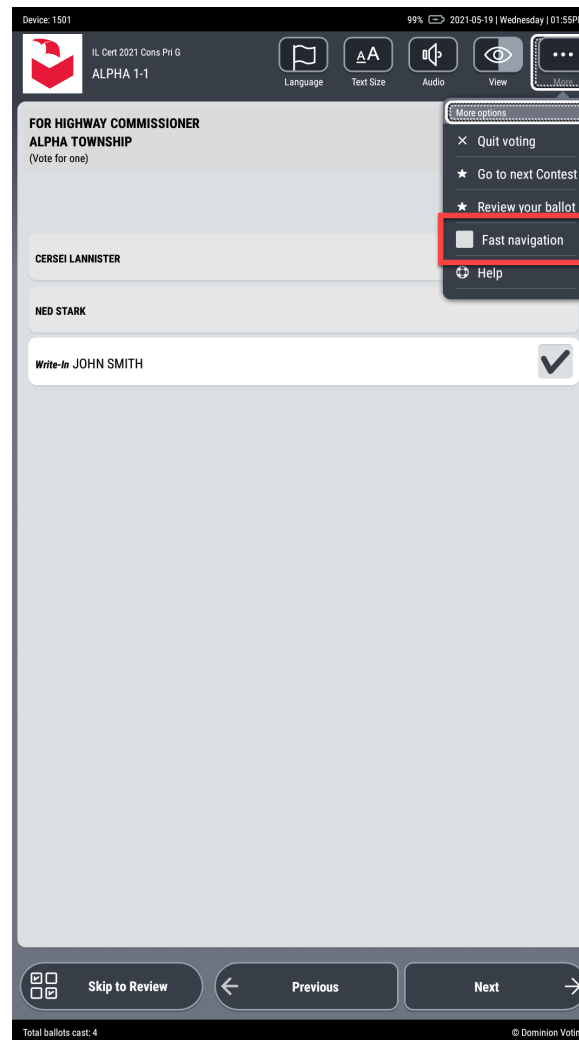 Device: 1501 99% 2021-05-19 | Wednesday | 01:55P
IL Cert 2021 Cons Pri G
ALPHA 1-1
AA
Language Text Size Audio View More
FOR HIGHWAY COMMISSIONER
ALPHA TOWNSHIP
(Vote for one)
More options
Quit voting
Go to next Contest
Review your ballot
Fast navigation
Help
CERSEI LANNISTER
NED STARK
Write-In JOHN SMITH
Skip to Review Previous Next
Total ballots cast: 4 © Dominion Votin